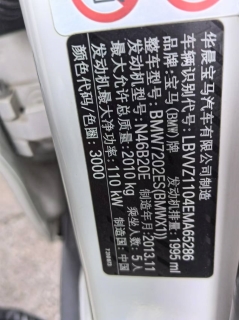 华晨宝马汽车有限公司制造
车辆识别代号: LBVVZ1104EMA65286
品牌: 宝马(BMW)牌 发动机排量: 1995 ml
整车型号: BMW7202ES(BMWX1) 制造年月: 2013.11
最大允许总质量: 2010 kg 乘坐人数: 5人
发动机型号: N46B20E 制造国: 中国
发动机最大净功率: 110 kW
颜色代码/色漆: 3000